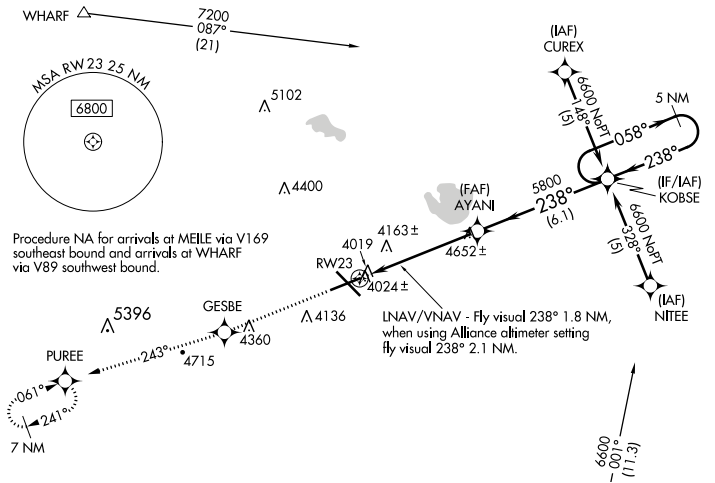 WHARF
7200
087°
(21)
MSA RW23 25 NM
6800
5102
4400
(IAF)
CUREX
6600 NoPT
148°
(5)
5 NM
058°
238°
(IF/IAF)
KOBSE
5800
238°
(6.1)
(FAF)
AYANI
4652±
6600 NoPT
328°
(5)
(IAF)
NITEE
Procedure NA for arrivals at MEILE via V169
southeast bound and arrivals at WHARF
via V89 southwest bound.
4163±
4019
RW23
4024±
LNAV/VNAV - Fly visual 238° 1.8 NM,
when using Alliance altimeter setting
fly visual 238° 2.1 NM.
5396
GESBE
4136
4360
PUREE
243°
4715
061°
241°
7 NM
6600
001°
(11.3)